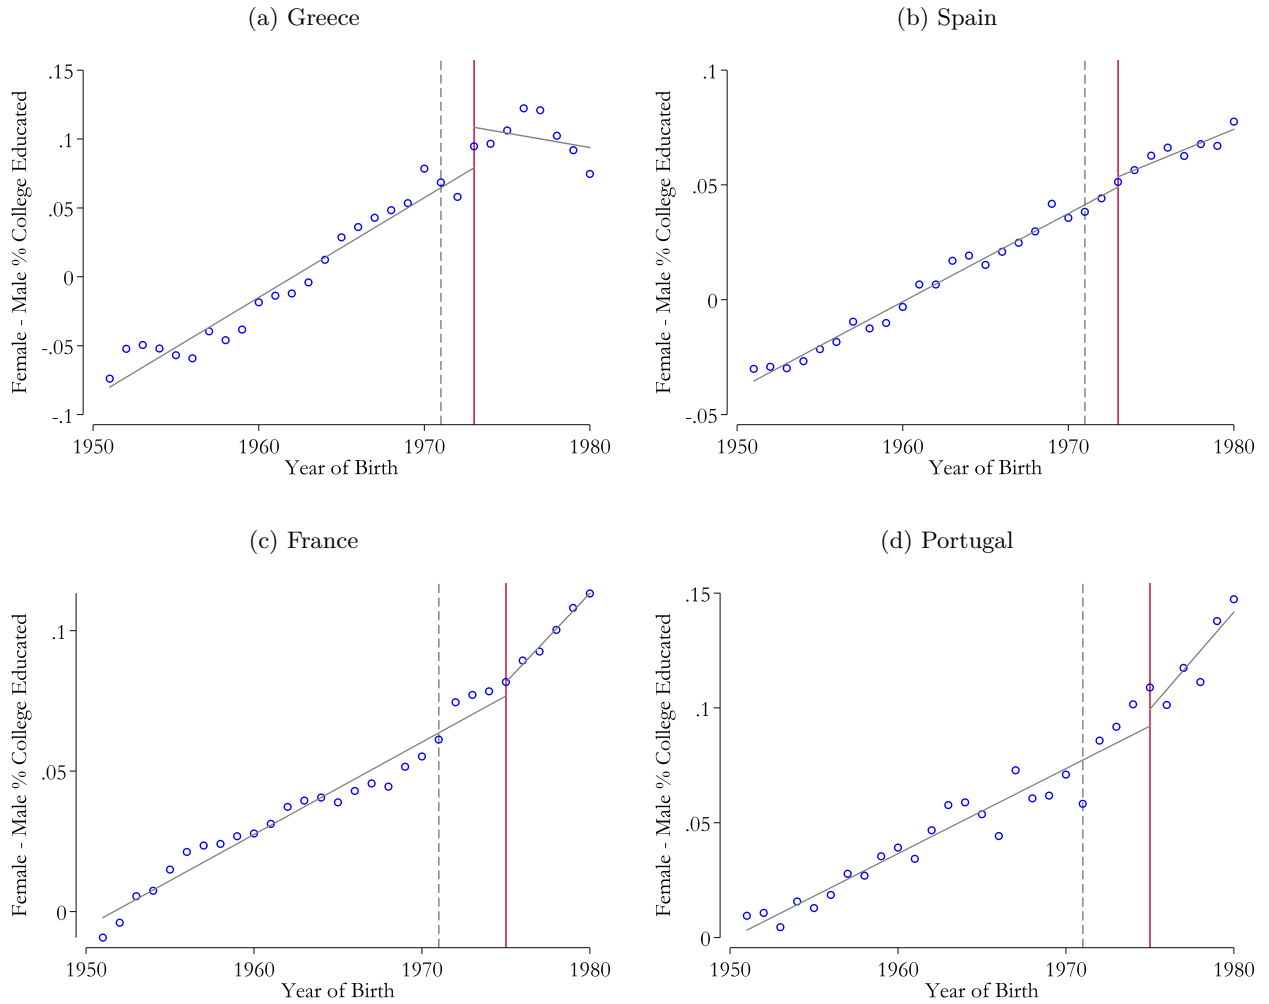 (a) Greece
Female - Male % College Educated
.15
.1
.05
0
-.05
-.1
1950 1960 1970 1980
Year of Birth
(b) Spain
Female - Male % College Educated
.1
.05
0
-.05
1950 1960 1970 1980
Year of Birth
(c) France
Female - Male % College Educated
.1
.05
0
1950 1960 1970 1980
Year of Birth
(d) Portugal
Female - Male % College Educated
.15
.1
.05
0
1950 1960 1970 1980
Year of Birth